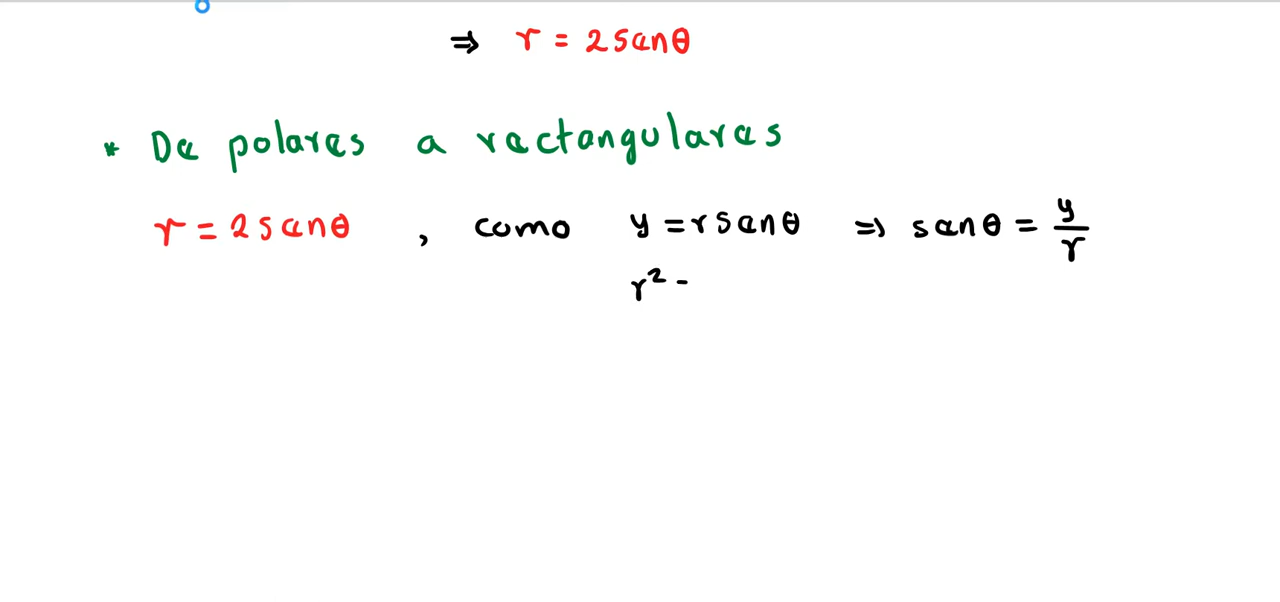 ⇒ r = 2senθ
* De polares a rectangulares
r = 2senθ , como y = rsenθ ⇒ senθ = y/r
r² -